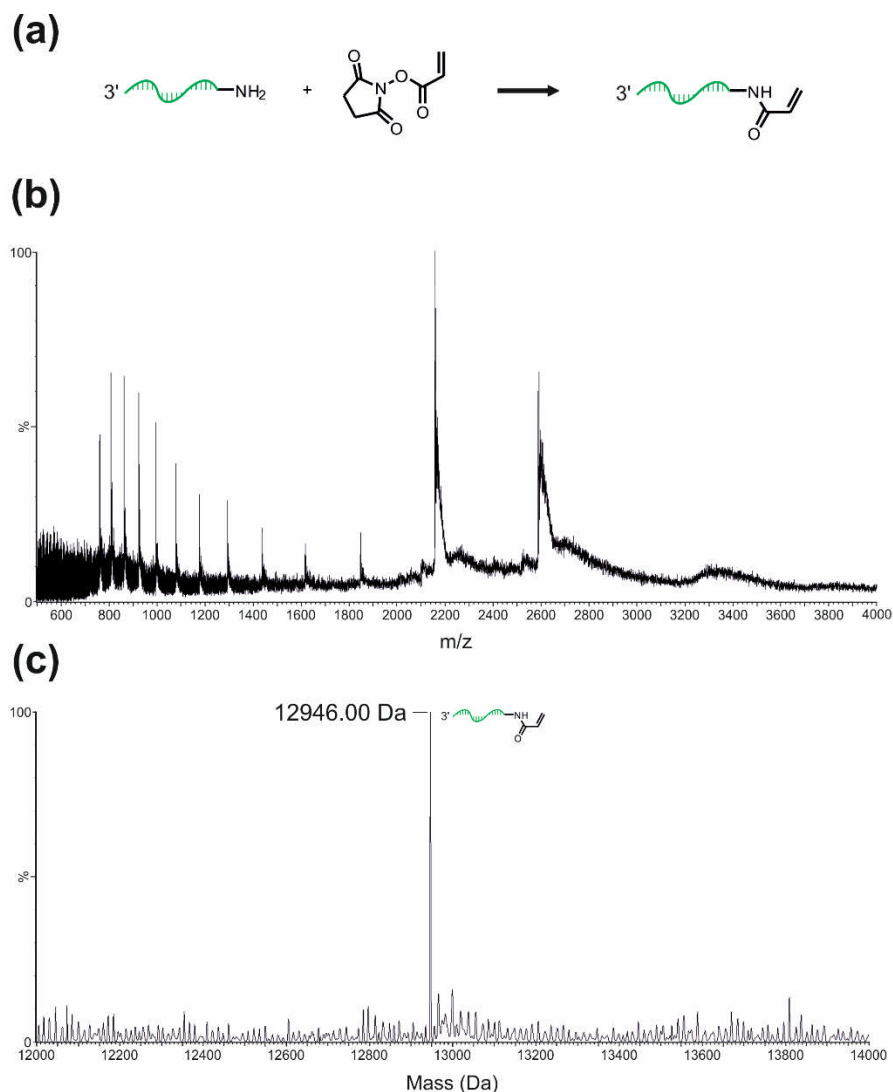 (a)
3' NH₂ + O N O O O 3' NH O
(b)
100
%
0
600 800 1000 1200 1400 1600 1800 2000 2200 2400 2600 2800 3000 3200 3400 3600 3800 4000
m/z
(c)
12946.00 Da 3' NH O
100
%
0
12000 12200 12400 12600 12800 13000 13200 13400 13600 13800 14000
Mass (Da)